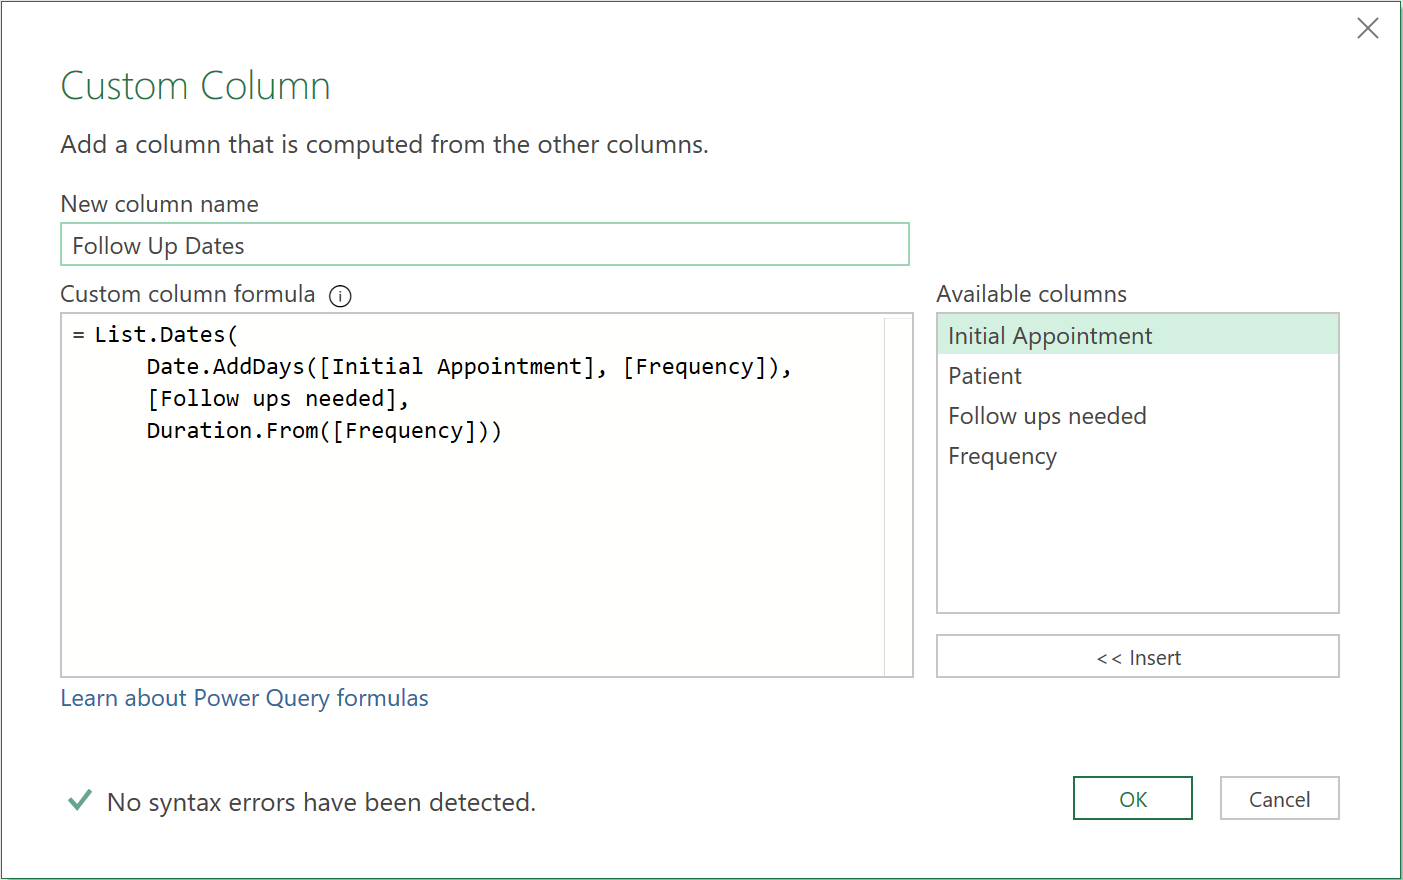 Custom Column
Add a column that is computed from the other columns.
New column name
Follow Up Dates
Custom column formula
= List.Dates(
Date.AddDays([Initial Appointment], [Frequency]),
[Follow ups needed],
Duration.From([Frequency]))
Available columns
Initial Appointment
Patient
Follow ups needed
Frequency
<< Insert
Learn about Power Query formulas
No syntax errors have been detected.
OK
Cancel